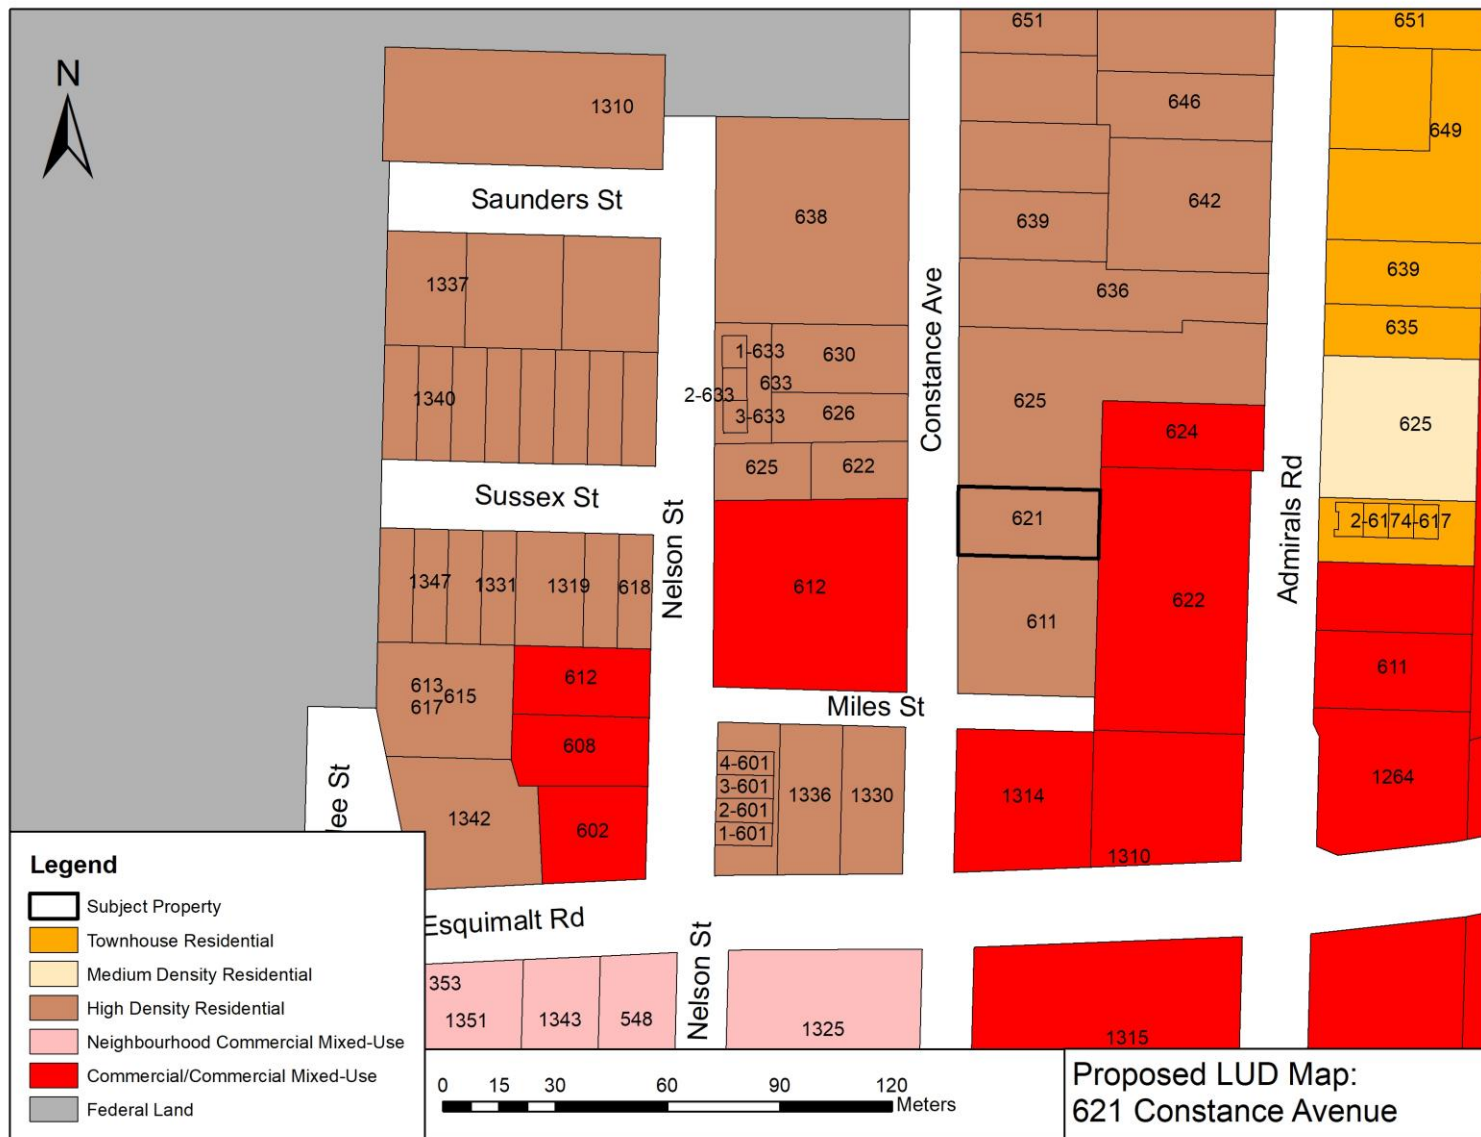 N
651
651
1310
646
649
Saunders St
638
642
639
639
1337
636
635
1-633
630
2-633
633
1340
3-633
626
625
624
625
Constance Ave
625
622
Sussex St
Nelson St
621
2-6174-617
Admirals Rd
1347
1331
1319
618
612
622
611
611
612
613
615
617
Miles St
608
4-601
3-601
2-601
1-601
1336
1330
1314
1264
1342
602
1310
Esquimalt Rd
Nelson St
353
1351
1343
548
1325
1315
Legend
Subject Property
Townhouse Residential
Medium Density Residential
High Density Residential
Neighbourhood Commercial Mixed-Use
Commercial/Commercial Mixed-Use
Federal Land
0 15 30 60 90 120
Meters
Proposed LUD Map:
621 Constance Avenue